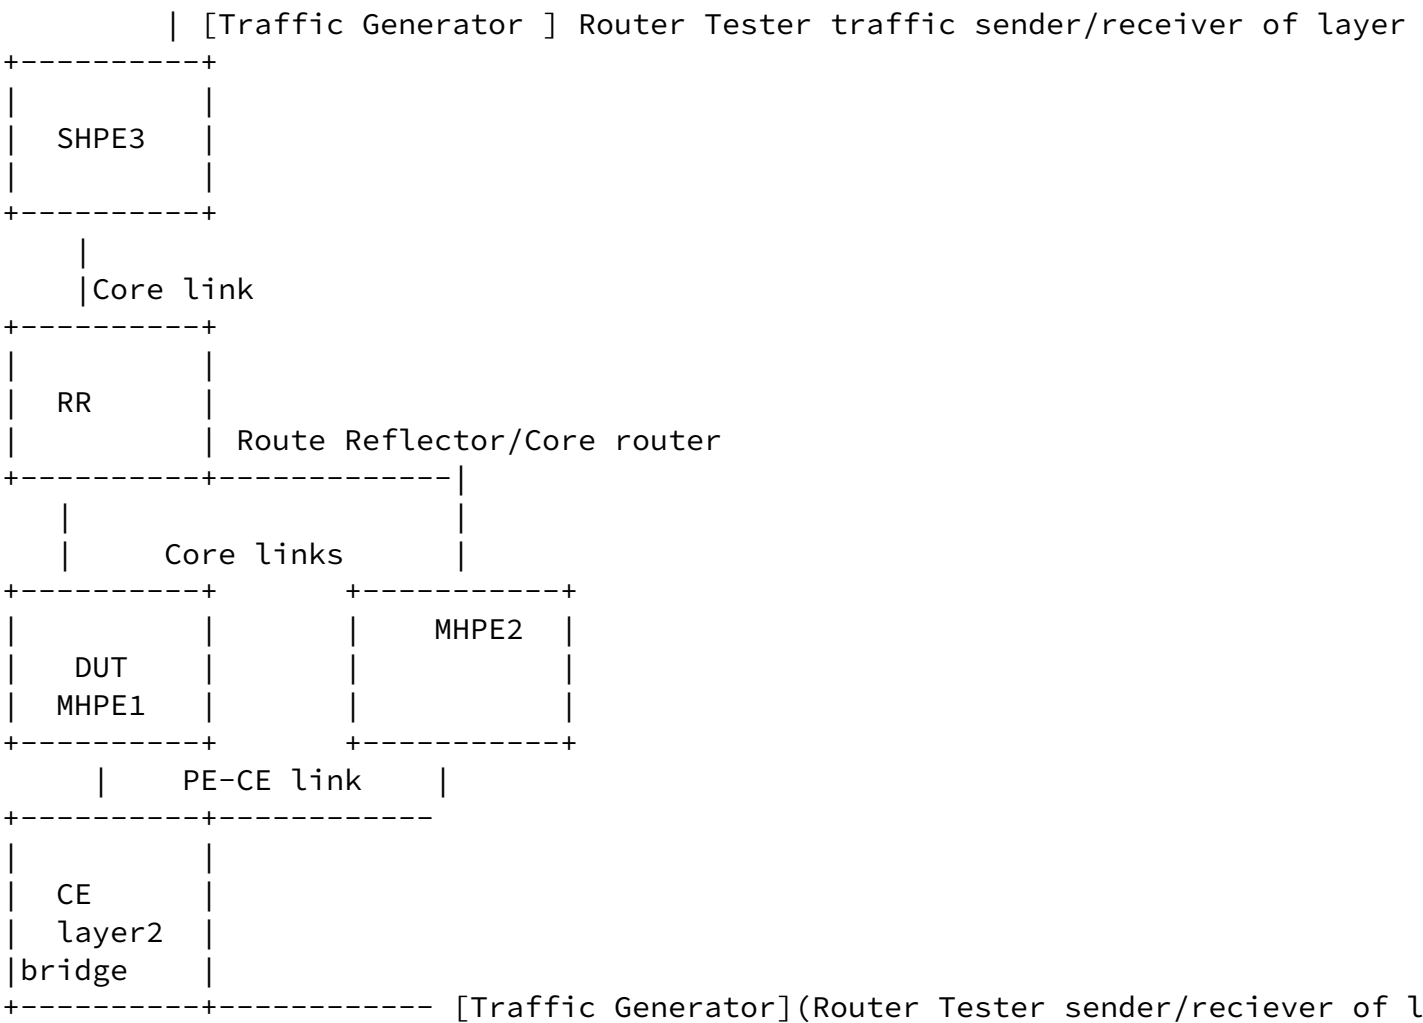 | [Traffic Generator ] Router Tester traffic sender/receiver of layer
+----------+
|          |
|  SHPE3   |
|          |
+----------+
    |
    |Core link
+----------+
|          |
|  RR      |
|          | Route Reflector/Core router
+----------+-------------|
   |                     |
   |     Core links      |
+----------+       +-----------+
|          |       |    MHPE2  |
|   DUT    |       |           |
|  MHPE1   |       |           |
+----------+       +-----------+
     |    PE-CE link    |
+----------+------------
|          |
|  CE      |
|  layer2  |
|bridge    |
+----------+------------ [Traffic Generator](Router Tester sender/reciever of l